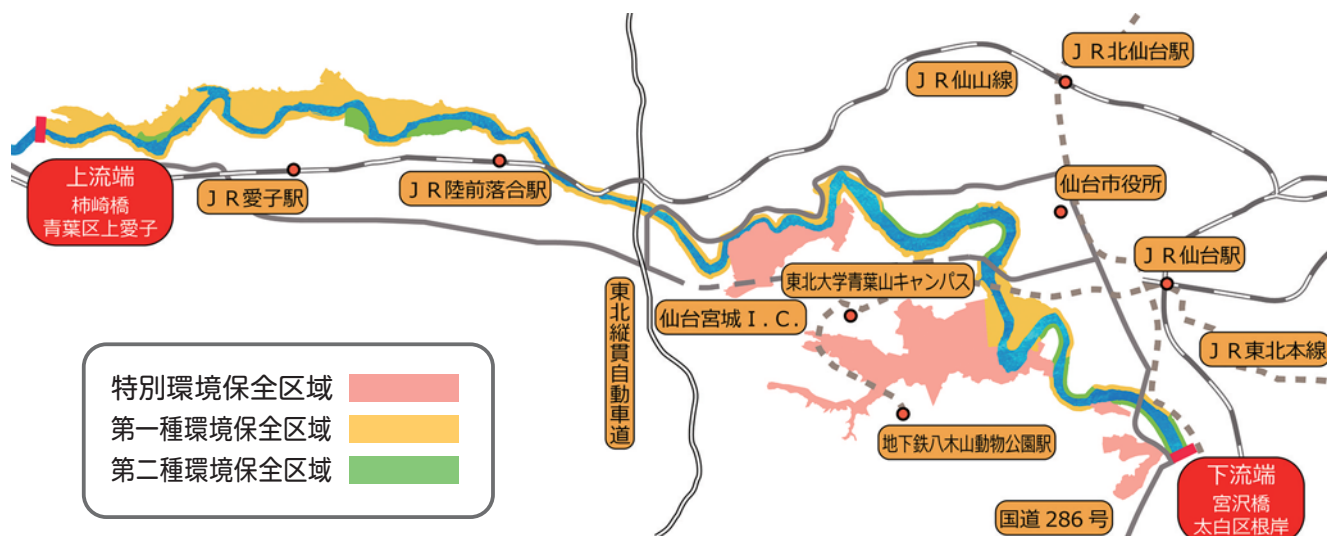 JR北仙台駅
JR仙山線
上流端
柿崎橋
青葉区上愛子
JR愛子駅
JR陸前落合駅
仙台市役所
JR仙台駅
東北大学青葉山キャンパス
東北縦貫自動車道
仙台宮城I.C.
JR東北本線
特別環境保全区域
第一種環境保全区域
第二種環境保全区域
地下鉄八木山動物公園駅
下流端
宮沢橋
太白区根岸
国道286号